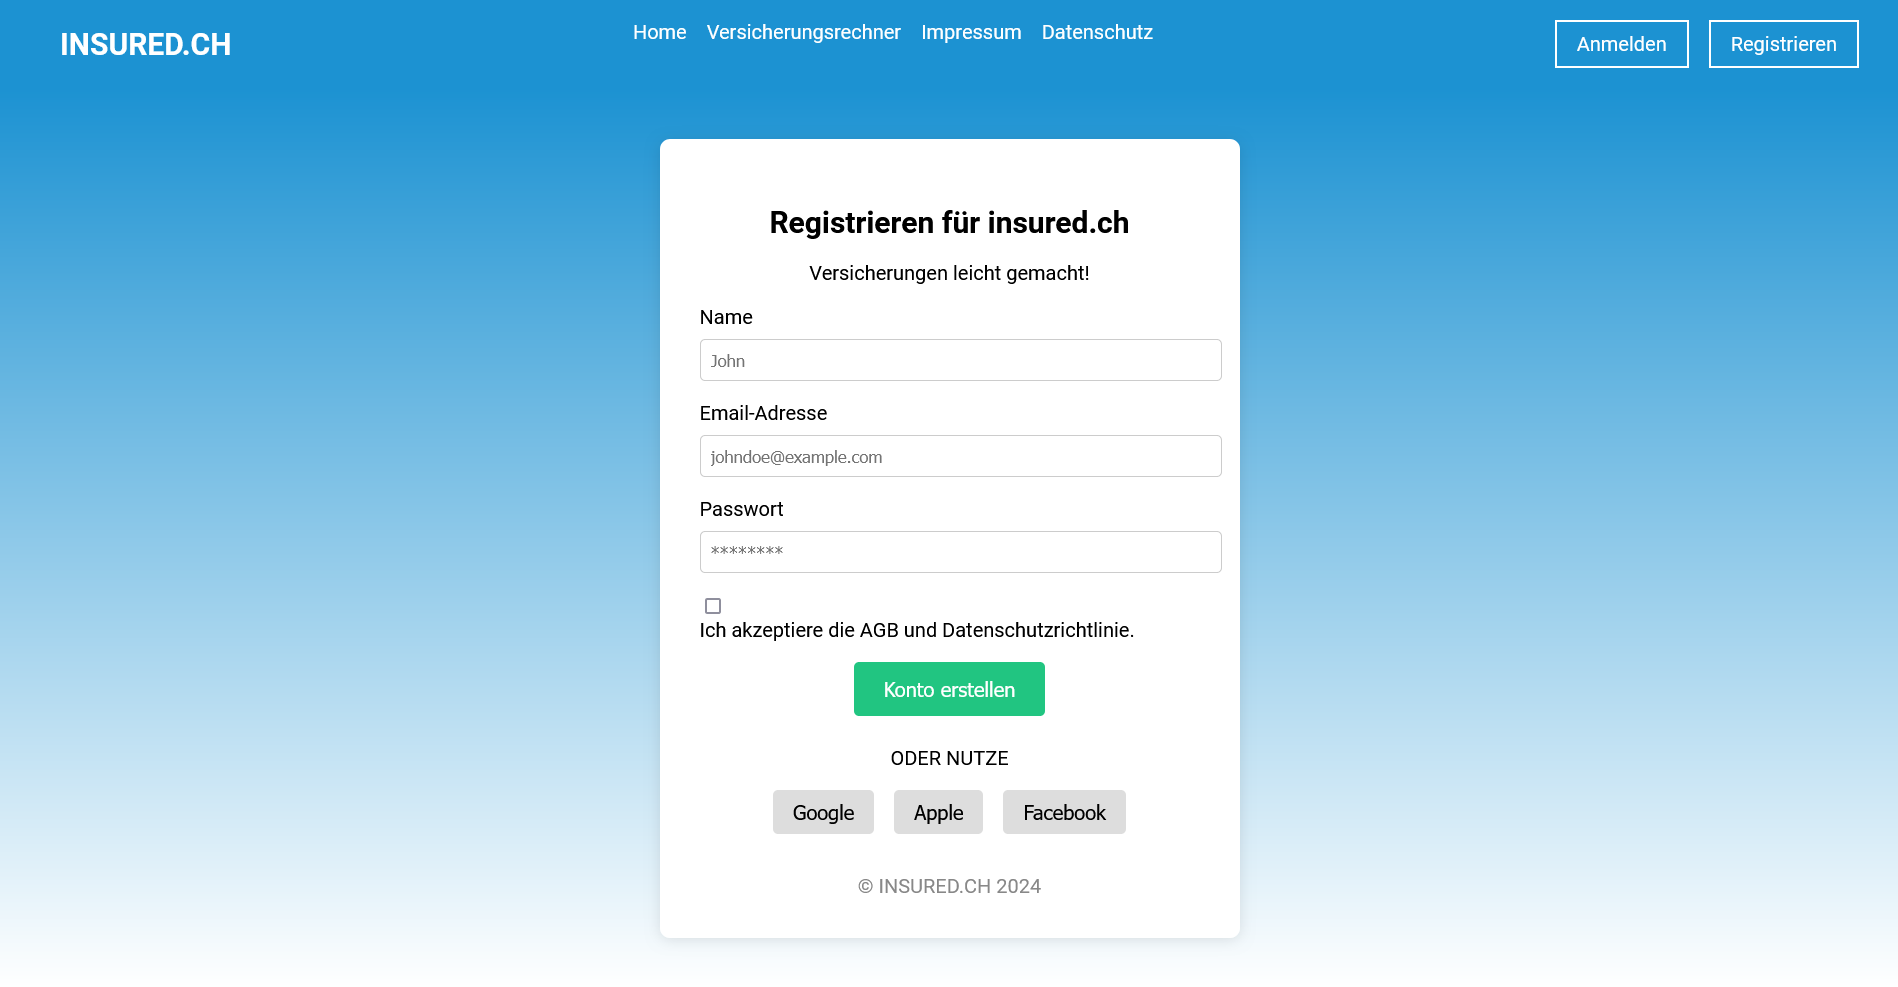 INSURED.CH
Home Versicherungsrechner Impressum Datenschutz
Anmelden Registrieren
Registrieren für insured.ch
Versicherungen leicht gemacht!
Name
John
Email-Adresse
johndoe@example.com
Passwort
********
Ich akzeptiere die AGB und Datenschutzrichtlinie.
Konto erstellen
ODER NUTZE
Google Apple Facebook
© INSURED.CH 2024